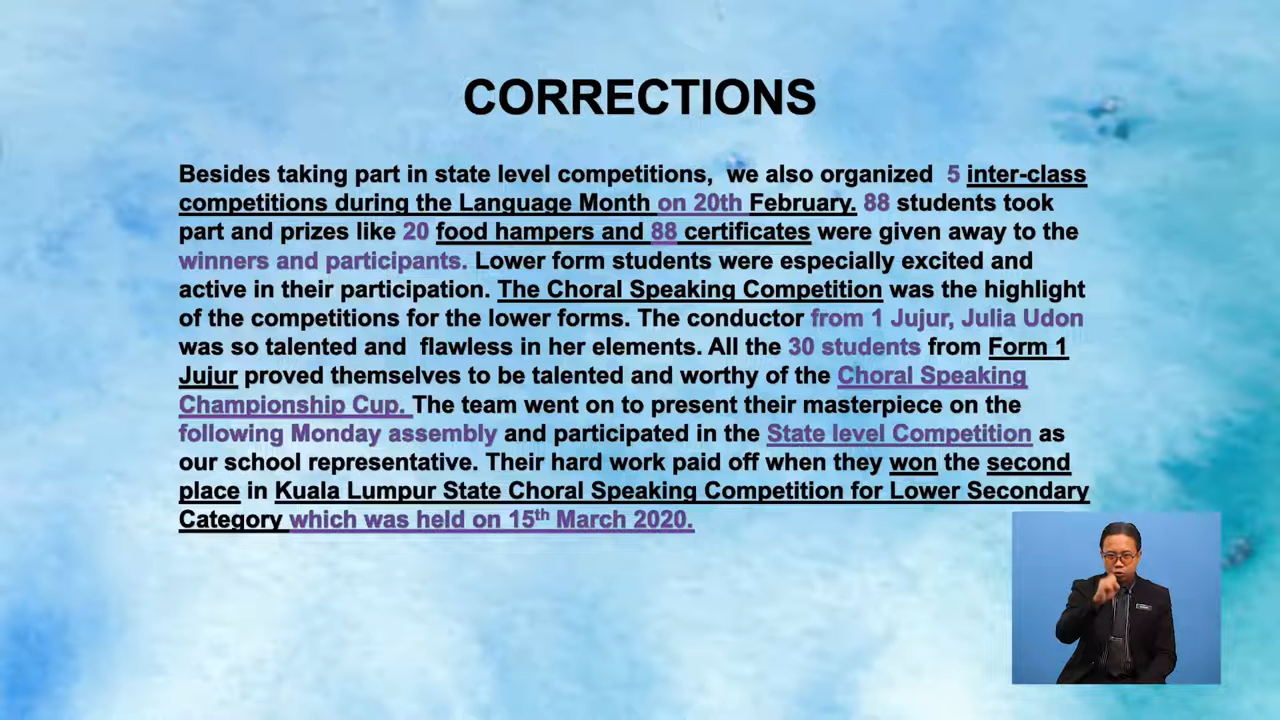 CORRECTIONS
Besides taking part in state level competitions, we also organized 5 inter-class
competitions during the Language Month on 20th February. 88 students took
part and prizes like 20 food hampers and 88 certificates were given away to the
winners and participants. Lower form students were especially excited and
active in their participation. The Choral Speaking Competition was the highlight
of the competitions for the lower forms. The conductor from 1 Jujur, Julia Udon
was so talented and flawless in her elements. All the 30 students from Form 1
Jujur proved themselves to be talented and worthy of the Choral Speaking
Championship Cup. The team went on to present their masterpiece on the
following Monday assembly and participated in the State level Competition as
our school representative. Their hard work paid off when they won the second
place in Kuala Lumpur State Choral Speaking Competition for Lower Secondary
Category which was held on 15th March 2020.